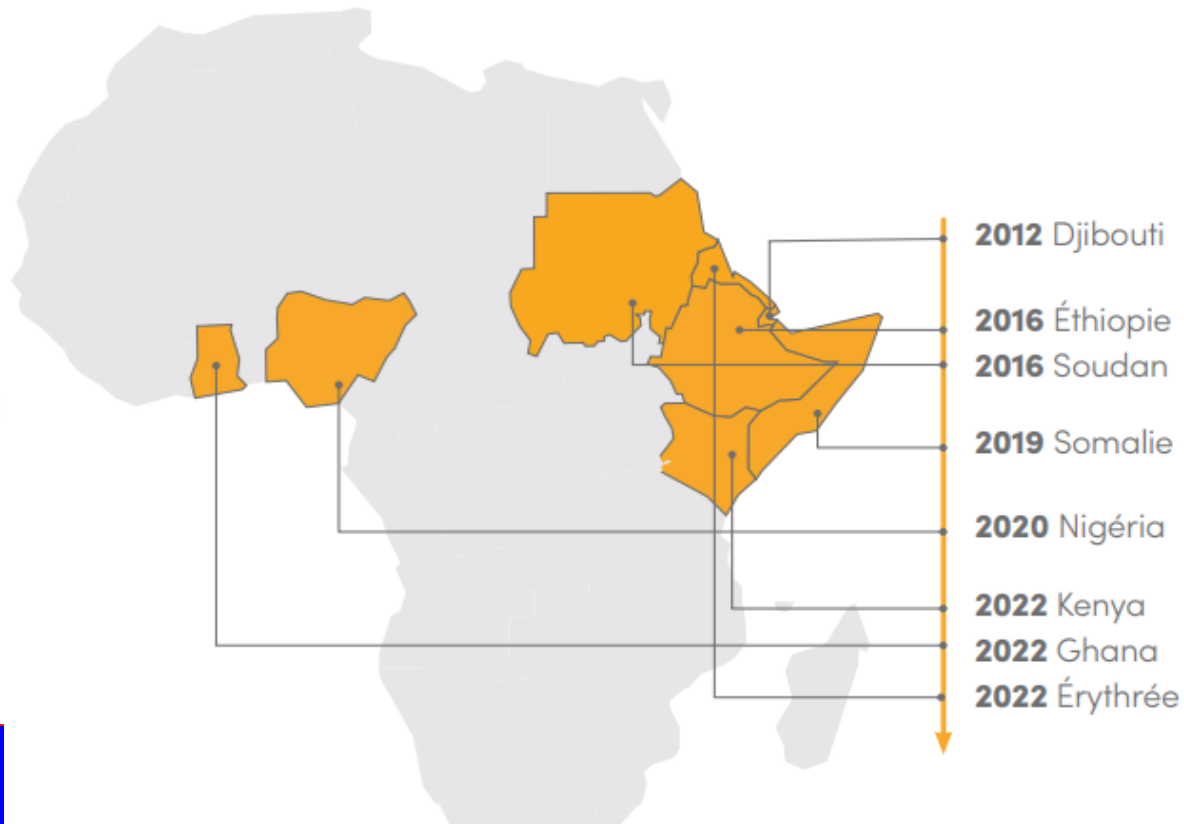 2012 Djibouti
2016 Éthiopie
2016 Soudan
2019 Somalie
2020 Nigéria
2022 Kenya
2022 Ghana
2022 Érythrée